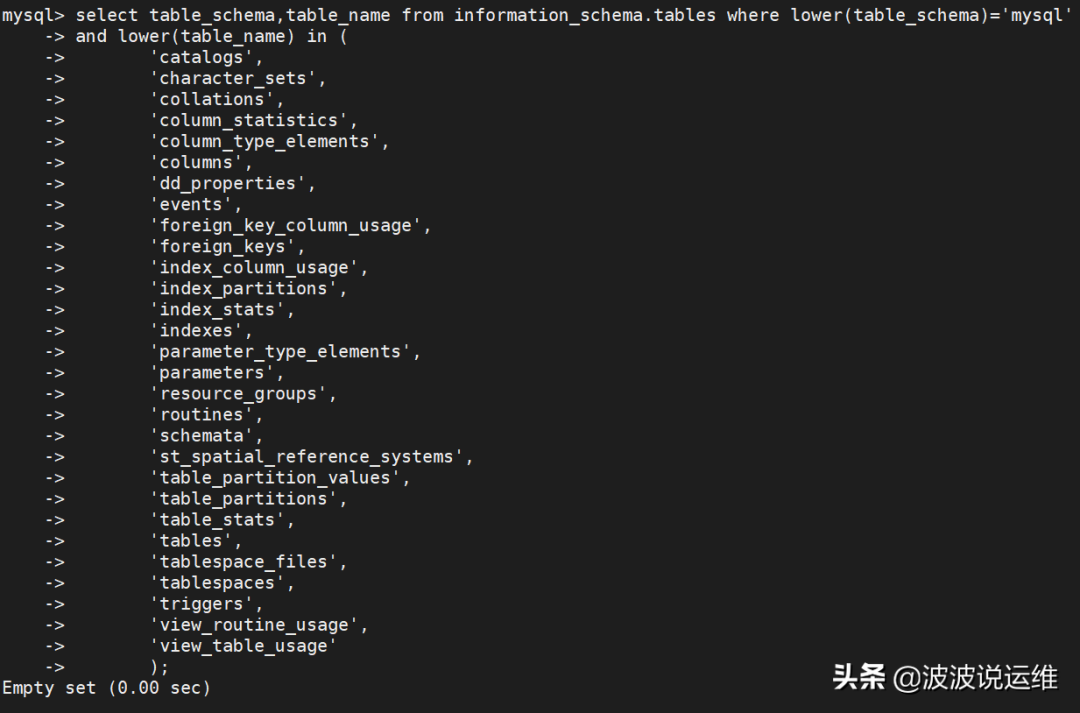 mysql> select table_schema,table_name from information_schema.tables where lower(table_schema)='mysql'
    -> and lower(table_name) in (
    ->        'catalogs',
    ->        'character_sets',
    ->        'collations',
    ->        'column_statistics',
    ->        'column_type_elements',
    ->        'columns',
    ->        'dd_properties',
    ->        'events',
    ->        'foreign_key_column_usage',
    ->        'foreign_keys',
    ->        'index_column_usage',
    ->        'index_partitions',
    ->        'index_stats',
    ->        'indexes',
    ->        'parameter_type_elements',
    ->        'parameters',
    ->        'resource_groups',
    ->        'routines',
    ->        'schemata',
    ->        'st_spatial_reference_systems',
    ->        'table_partition_values',
    ->        'table_partitions',
    ->        'table_stats',
    ->        'tables',
    ->        'tablespace_files',
    ->        'tablespaces',
    ->        'triggers',
    ->        'view_routine_usage',
    ->        'view_table_usage'
    ->        );
Empty set (0.00 sec)
头条 @波波说运维